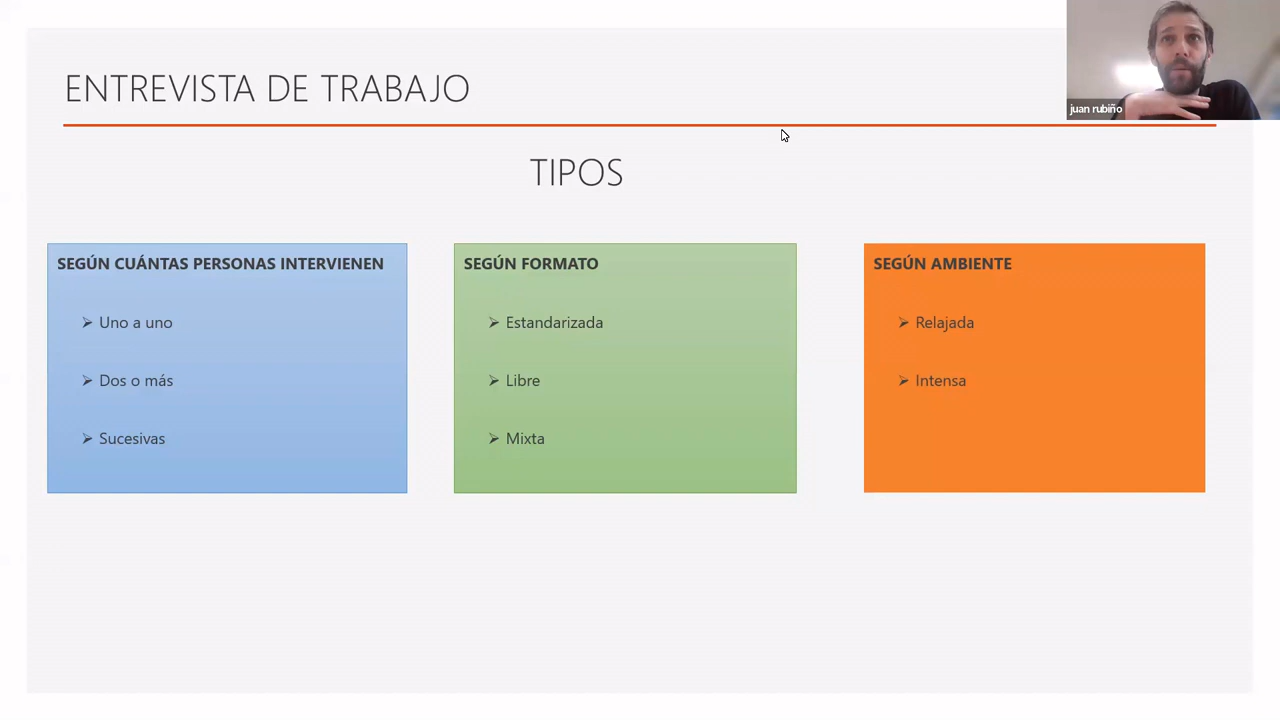 ENTREVISTA DE TRABAJO
juan rubiño
TIPOS
SEGÚN CUÁNTAS PERSONAS INTERVIENEN
Uno a uno
Dos o más
Sucesivas
SEGÚN FORMATO
Estandarizada
Libre
Mixta
SEGÚN AMBIENTE
Relajada
Intensa